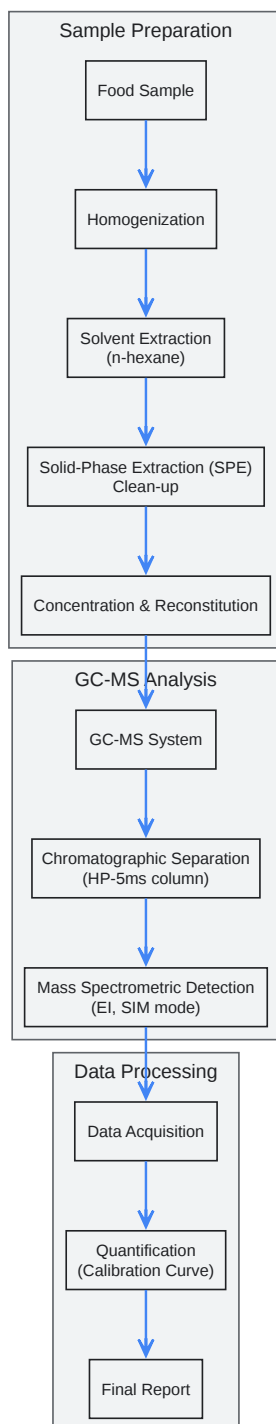 Sample Preparation
Food Sample
Homogenization
Solvent Extraction
(n-hexane)
Solid-Phase Extraction (SPE)
Clean-up
Concentration & Reconstitution
GC-MS Analysis
GC-MS System
Chromatographic Separation
(HP-5ms column)
Mass Spectrometric Detection
(EI, SIM mode)
Data Processing
Data Acquisition
Quantification
(Calibration Curve)
Final Report